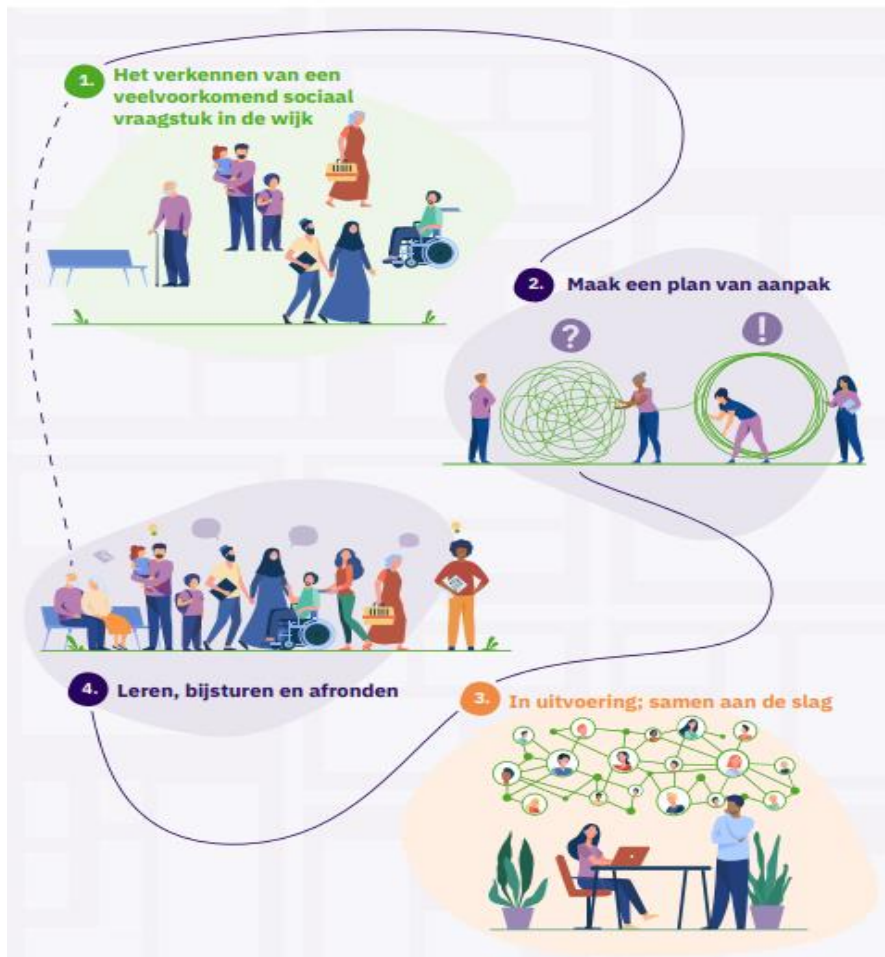 1.
Het verkennen van een
veelvoorkomend sociaal
vraagstuk in de wijk
2.
Maak een plan van aanpak
?
!
4.
Leren, bijsturen en afronden
3.
In uitvoering; samen aan de slag